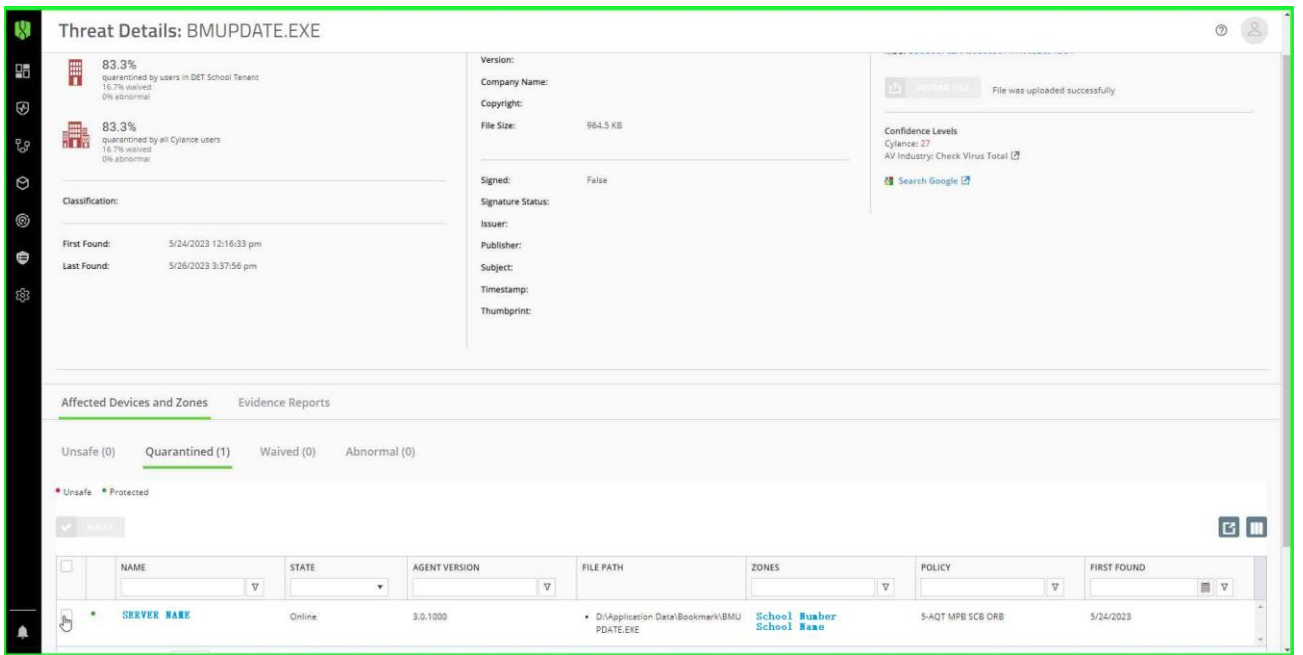 Threat Details: BMUPDATE.EXE
83.3%
quarantined by users in DET School Tenant
16.7% waived
0% abnormal
83.3%
quarantined by all Cylance users
16.7% waived
0% abnormal
Classification:
First Found: 5/24/2023 12:16:33 pm
Last Found: 5/26/2023 3:37:56 pm
Version:
Company Name:
Copyright:
File Size: 964.5 KB
Signed: False
Signature Status:
Issuer:
Publisher:
Subject:
Timestamp:
Thumbprint:
File was uploaded successfully
Confidence Levels
Cylance: 27
AV Industry: Check Virus Total
Search Google
Affected Devices and Zones Evidence Reports
Unsafe (0) Quarantined (1) Waived (0) Abnormal (0)
Unsafe Protected
NAME STATE AGENT VERSION FILE PATH ZONES POLICY FIRST FOUND
SERVER NAME Online 3.0.1000 • D:\Application Data\Bookmark\BMU School Number 5-AQT MPB SCB ORB 5/24/2023
PDATE.EXE School Name